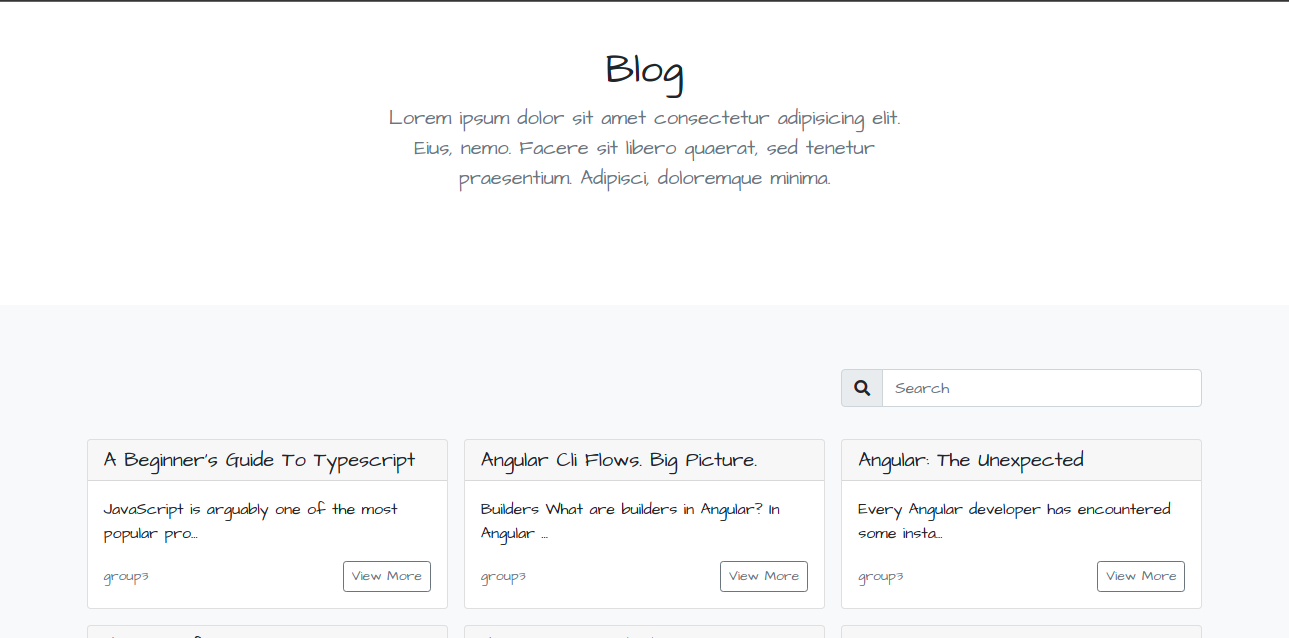 Blog
Lorem ipsum dolor sit amet consectetur adipisicing elit.
Eius, nemo. Facere sit libero quaerat, sed tenetur
praesentium. Adipisci, doloremque minima.
Search
A Beginner's Guide To Typescript
JavaScript is arguably one of the most
popular pro...
group3
View More
Angular Cli Flows. Big Picture.
Builders What are builders in Angular? In
Angular ...
group3
View More
Angular: The Unexpected
Every Angular developer has encountered
some insta...
group3
View More